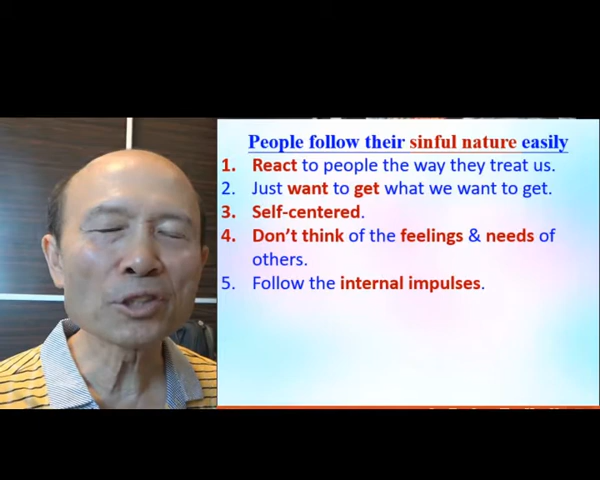 People follow their sinful nature easily
1. React to people the way they treat us.
2. Just want to get what we want to get.
3. Self-centered.
4. Don't think of the feelings & needs of
others.
5. Follow the internal impulses.